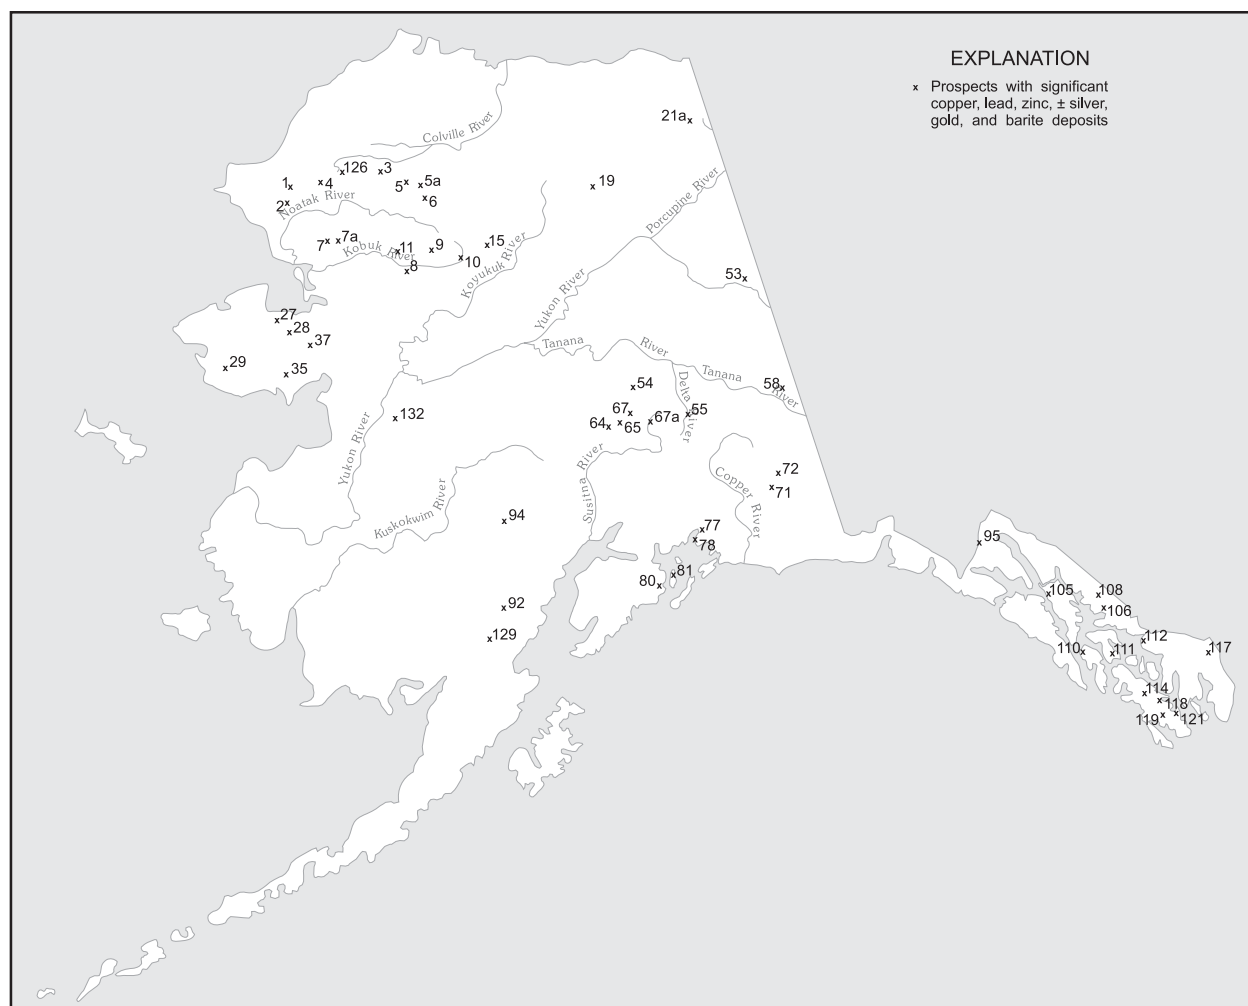 EXPLANATION
x Prospects with significant
copper, lead, zinc, ± silver,
gold, and barite deposits
21a
Colville River
126
3
1
4
5
5a
19
2
6
Noatak River
Porcupine River
7
7a
11
9
15
Kobuk River
10
8
Koyukuk River
53
Yukon River
27
28
37
Tanana
River
29
35
Tanana
River
58
54
Delta River
132
67
67a
55
64
65
Yukon River
Susitna River
72
Copper River
71
Kuskokwim River
94
77
78
95
81
80
105
108
106
92
129
112
110
111
117
114
118
119
121